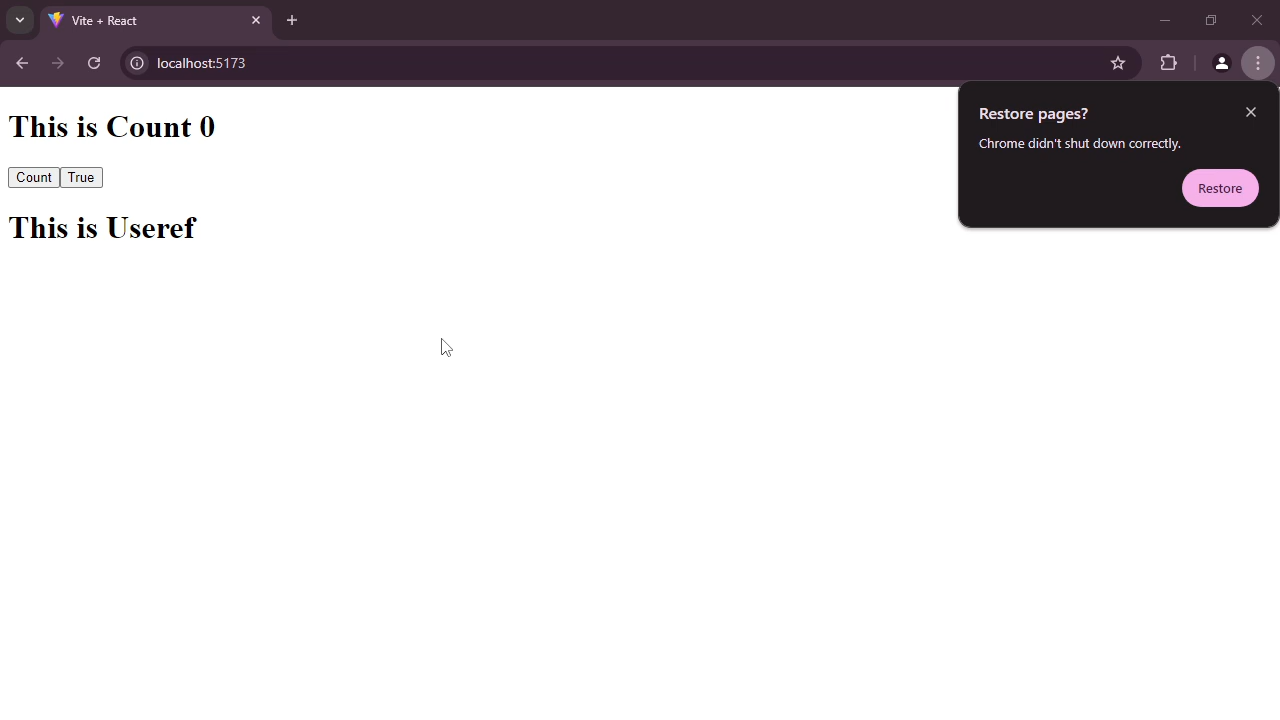 Vite + React
localhost:5173
Restore pages?
Chrome didn't shut down correctly.
Restore
This is Count 0
Count True
This is Useref